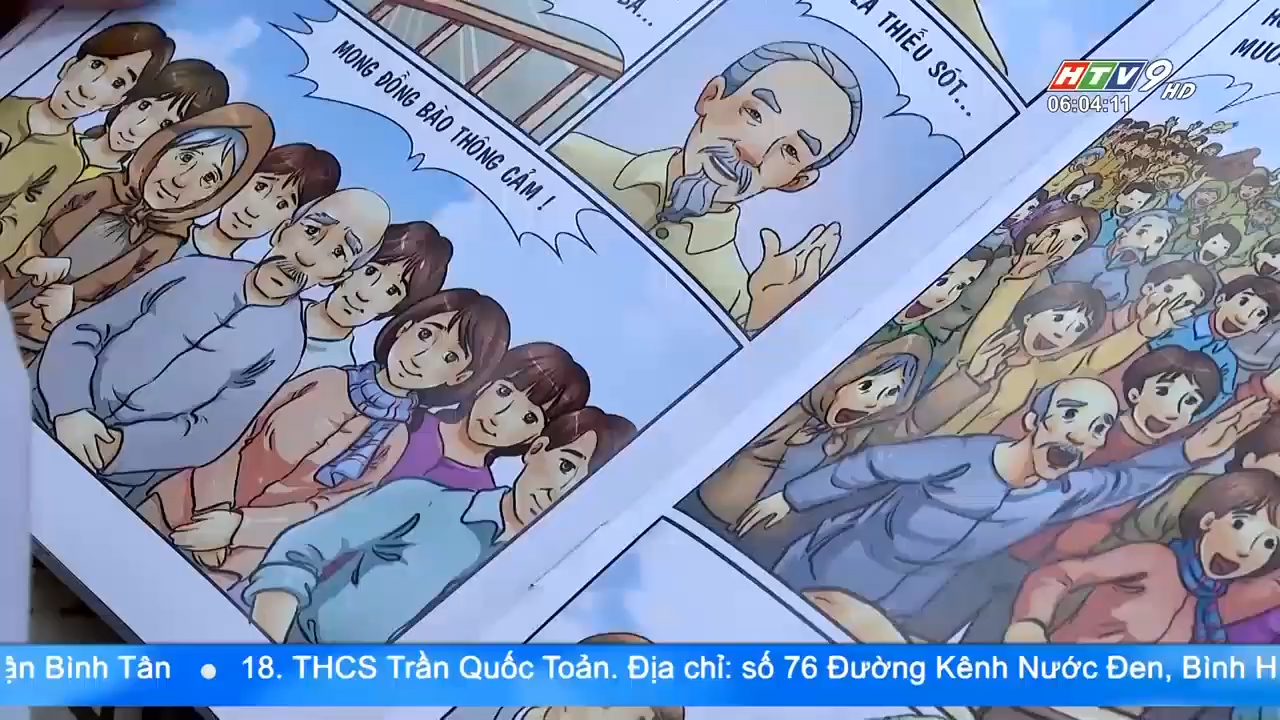 BA...
LÀ THIẾU SÓT...
MONG ĐỒNG BÀO THÔNG CẢM !
HTV9 HD
06:04:11
ận Bình Tân ● 18. THCS Trần Quốc Toản. Địa chỉ: số 76 Đường Kênh Nước Đen, Bình H